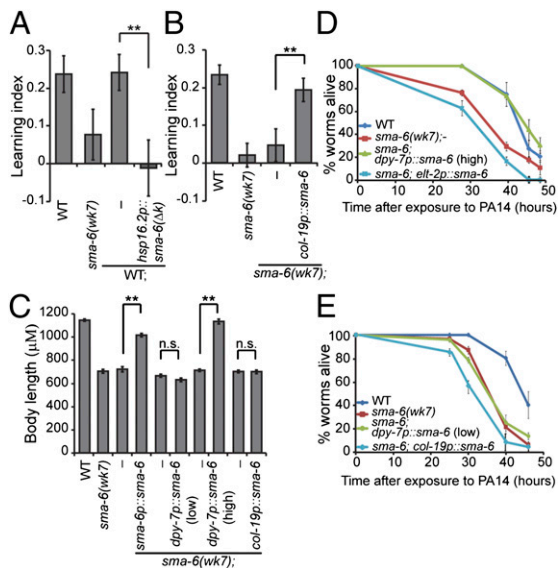 A
Learning index
0.3
0.2
0.1
0
-0.1
**
WT
sma-6(wk7)
–
hsp16.2p::
sma-6(Δk)
WT;
B
Learning index
0.3
0.2
0.1
0
-0.1
**
WT
sma-6(wk7)
–
col-19p::sma-6
sma-6(wk7);
C
Body length (μM)
1200
1000
800
600
400
200
0
**
n.s.
**
n.s.
WT
sma-6(wk7)
–
sma-6p::sma-6
–
dpy-7p::sma-6
(low)
–
dpy-7p::sma-6
(high)
–
col-19p::sma-6
sma-6(wk7);
D
% worms alive
100
80
60
40
20
0
WT
sma-6(wk7);-
sma-6;
dpy-7p::sma-6 (high)
sma-6; elt-2p::sma-6
0 10 20 30 40 50
Time after exposure to PA14 (hours)
E
% worms alive
100
80
60
40
20
0
WT
sma-6(wk7)
sma-6;
dpy-7p::sma-6 (low)
sma-6; col-19p::sma-6
0 10 20 30 40 50
Time after exposure to PA14 (hours)